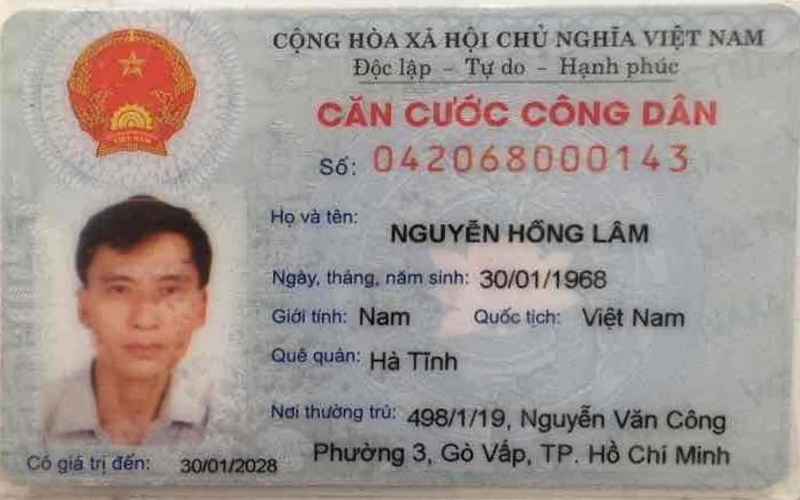 CỘNG HÒA XÃ HỘI CHỦ NGHĨA VIỆT NAM
Độc lập - Tự do - Hạnh phúc
CĂN CƯỚC CÔNG DÂN
Số: 042068000143
Họ và tên: NGUYỄN HỒNG LÂM
Ngày, tháng, năm sinh: 30/01/1968
Giới tính: Nam Quốc tịch: Việt Nam
Quê quán: Hà Tĩnh
Nơi thường trú: 498/1/19, Nguyễn Văn Công
Phường 3, Gò Vấp, TP. Hồ Chí Minh
Có giá trị đến: 30/01/2028